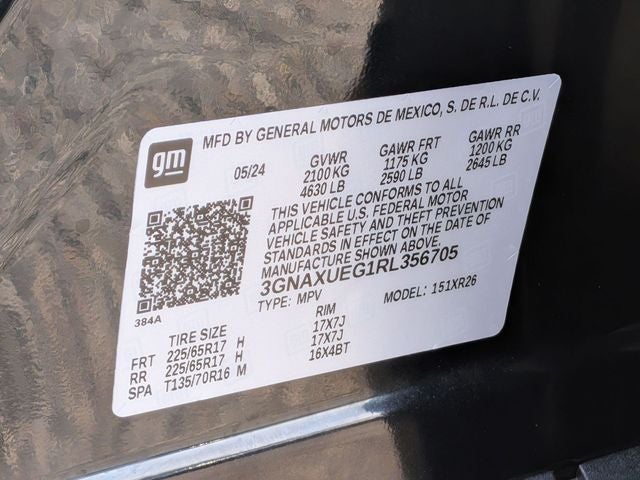 gm
MFD BY GENERAL MOTORS DE MEXICO, S. DE R.L. DE C.V.
05/24 GVWR GAWR FRT GAWR RR
2100 KG 1175 KG 1200 KG
4630 LB 2590 LB 2645 LB
THIS VEHICLE CONFORMS TO ALL
APPLICABLE U.S. FEDERAL MOTOR
VEHICLE SAFETY AND THEFT PREVENTION
STANDARDS IN EFFECT ON THE DATE OF
MANUFACTURE SHOWN ABOVE.
3GNAXUEG1RL356705
TYPE: MPV MODEL: 151XR26
384A
TIRE SIZE RIM
FRT 225/65R17 H 17X7J
RR 225/65R17 H 17X7J
SPA T135/70R16 M 16X4BT